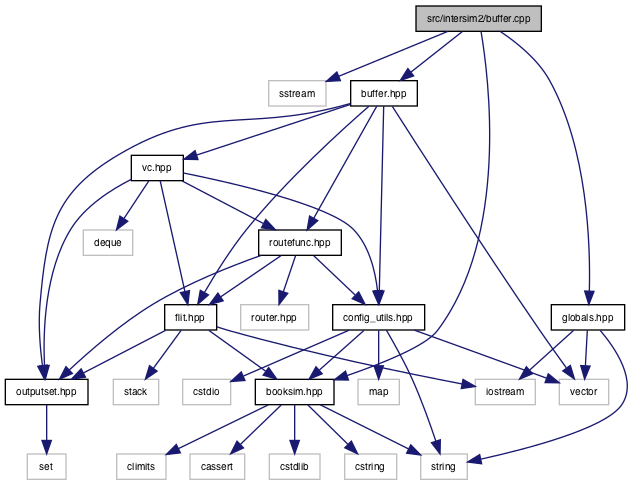 src/intersim2/buffer.cpp
sstream
buffer.hpp
vc.hpp
deque
routefunc.hpp
flit.hpp
router.hpp
config_utils.hpp
globals.hpp
outputset.hpp
stack
cstdio
booksim.hpp
map
iostream
vector
set
climits
cassert
cstdlib
cstring
string